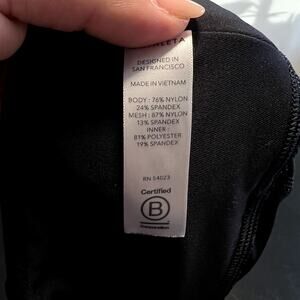 DESIGNED IN
SAN FRANCISCO
MADE IN VIETNAM
BODY : 76% NYLON
24% SPANDEX
MESH : 87% NYLON
13% SPANDEX
INNER :
81% POLYESTER
19% SPANDEX
RN 54023
Certified
B
Corporation